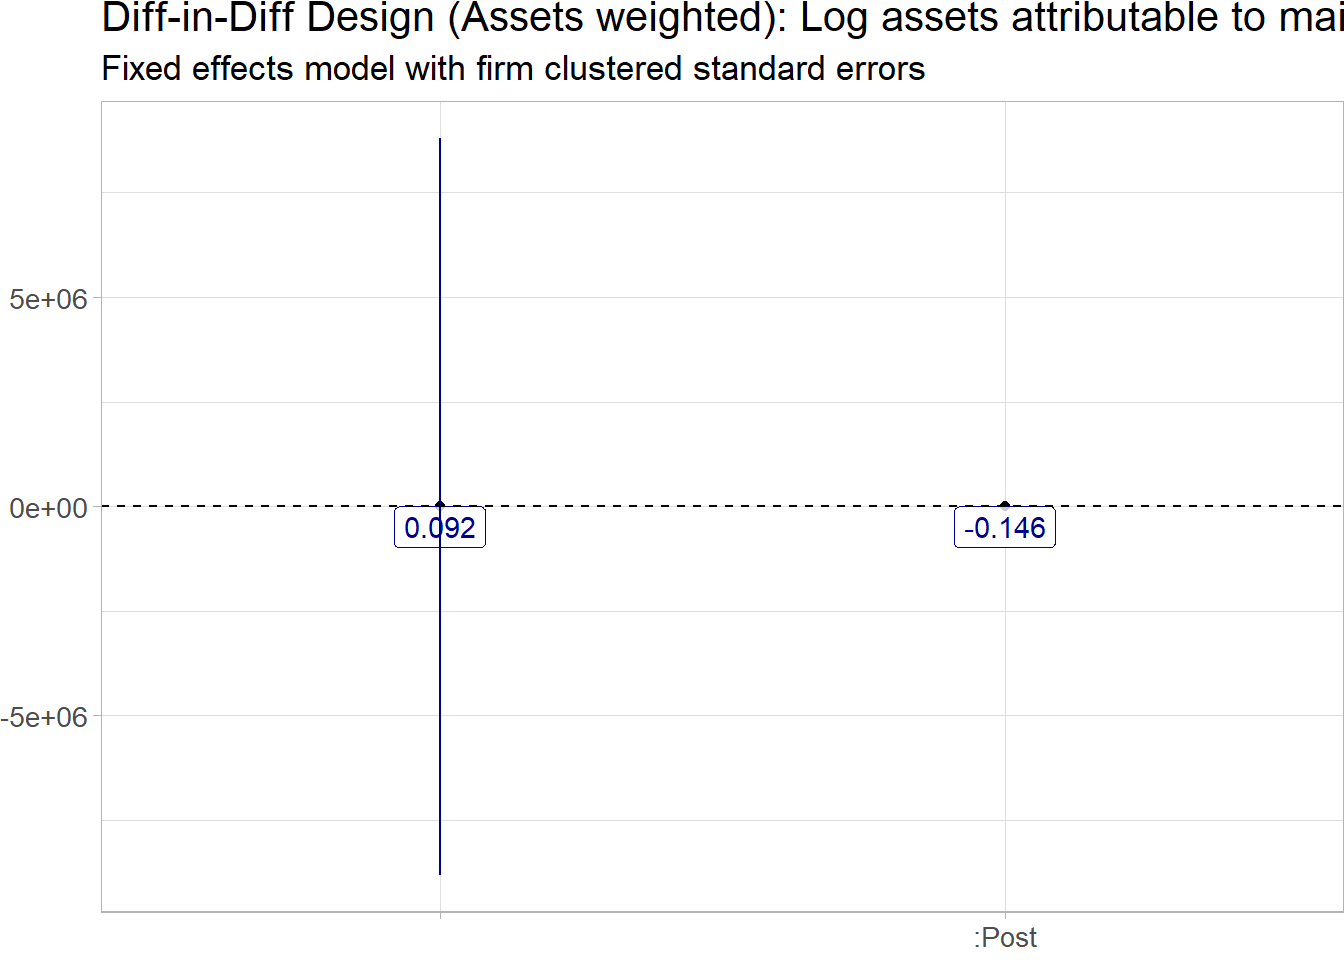 Diff-in-Diff Design (Assets weighted): Log assets attributable to mai
Fixed effects model with firm clustered standard errors
5e+06
0e+00
0.092
-0.146
-5e+06
:Post